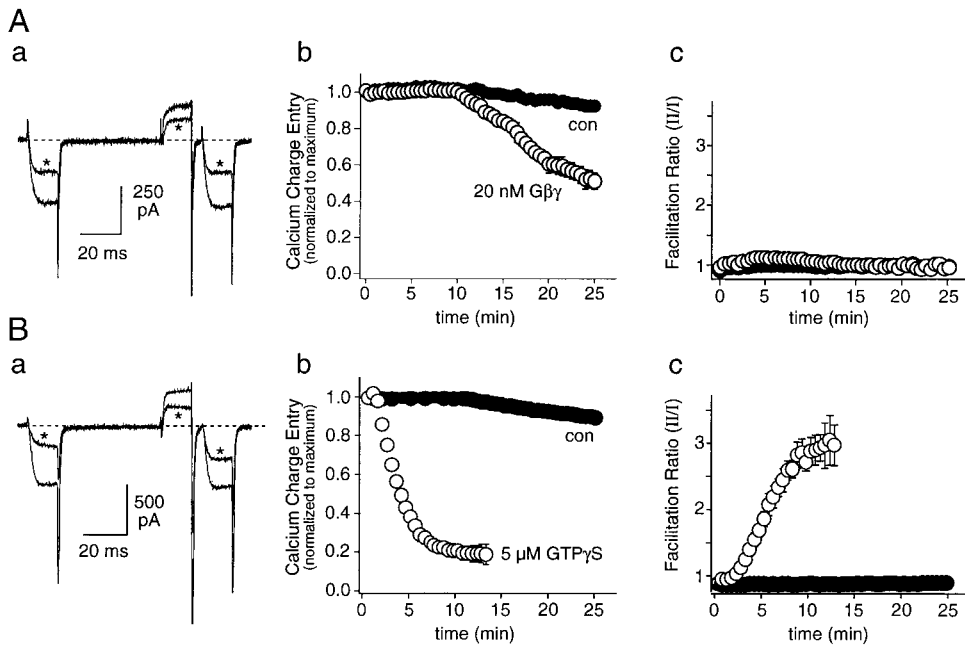 A
a
*
*
*
250
pA
20 ms
b
Calcium Charge Entry
(normalized to maximum)
1.0
0.8
0.6
0.4
0.2
0.0
con
20 nM Gβγ
0
5
10
15
20
25
time (min)
c
Facilitation Ratio (II/I)
3
2
1
0
5
10
15
20
25
time (min)
B
a
*
*
*
500
pA
20 ms
b
Calcium Charge Entry
(normalized to maximum)
1.0
0.8
0.6
0.4
0.2
0.0
con
5 μM GTPγS
0
5
10
15
20
25
time (min)
c
Facilitation Ratio (II/I)
3
2
1
0
5
10
15
20
25
time (min)